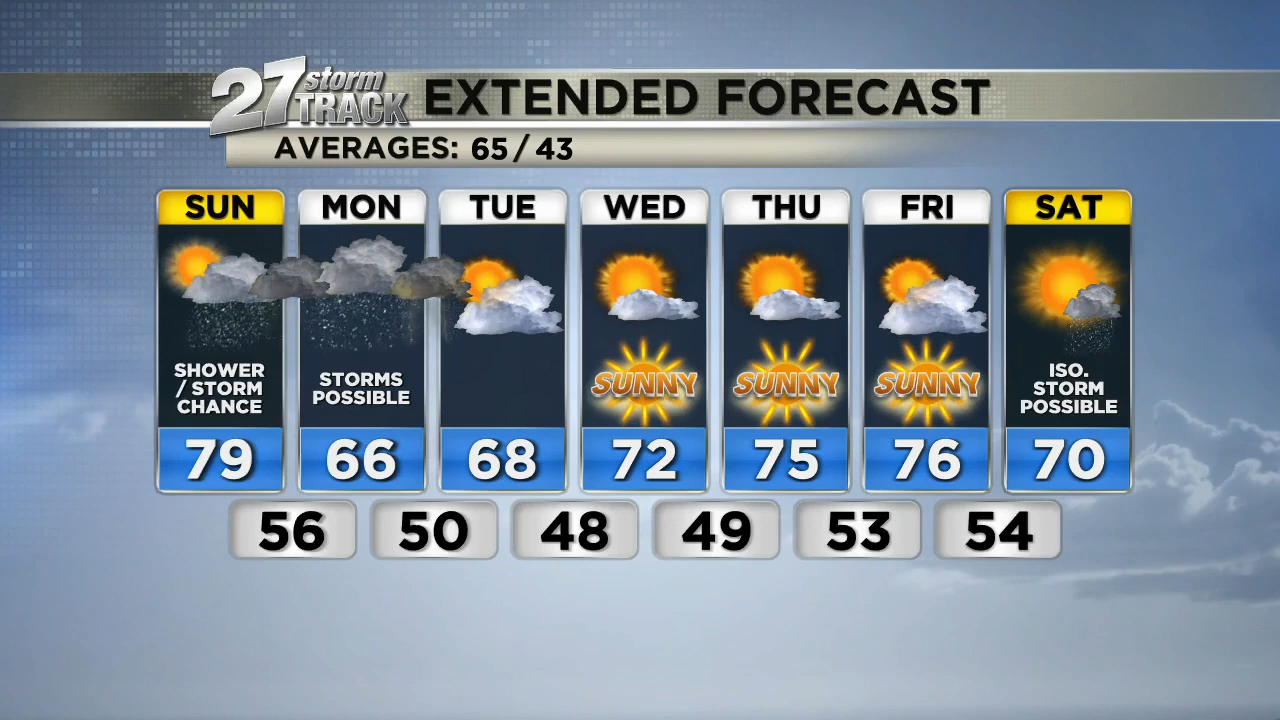 27 storm TRACK EXTENDED FORECAST
AVERAGES: 65 / 43
SUN MON TUE WED THU FRI SAT
SHOWER
/ STORM
CHANCE
STORMS
POSSIBLE
SUNNY
SUNNY
SUNNY
ISO.
STORM
POSSIBLE
79 66 68 72 75 76 70
56 50 48 49 53 54